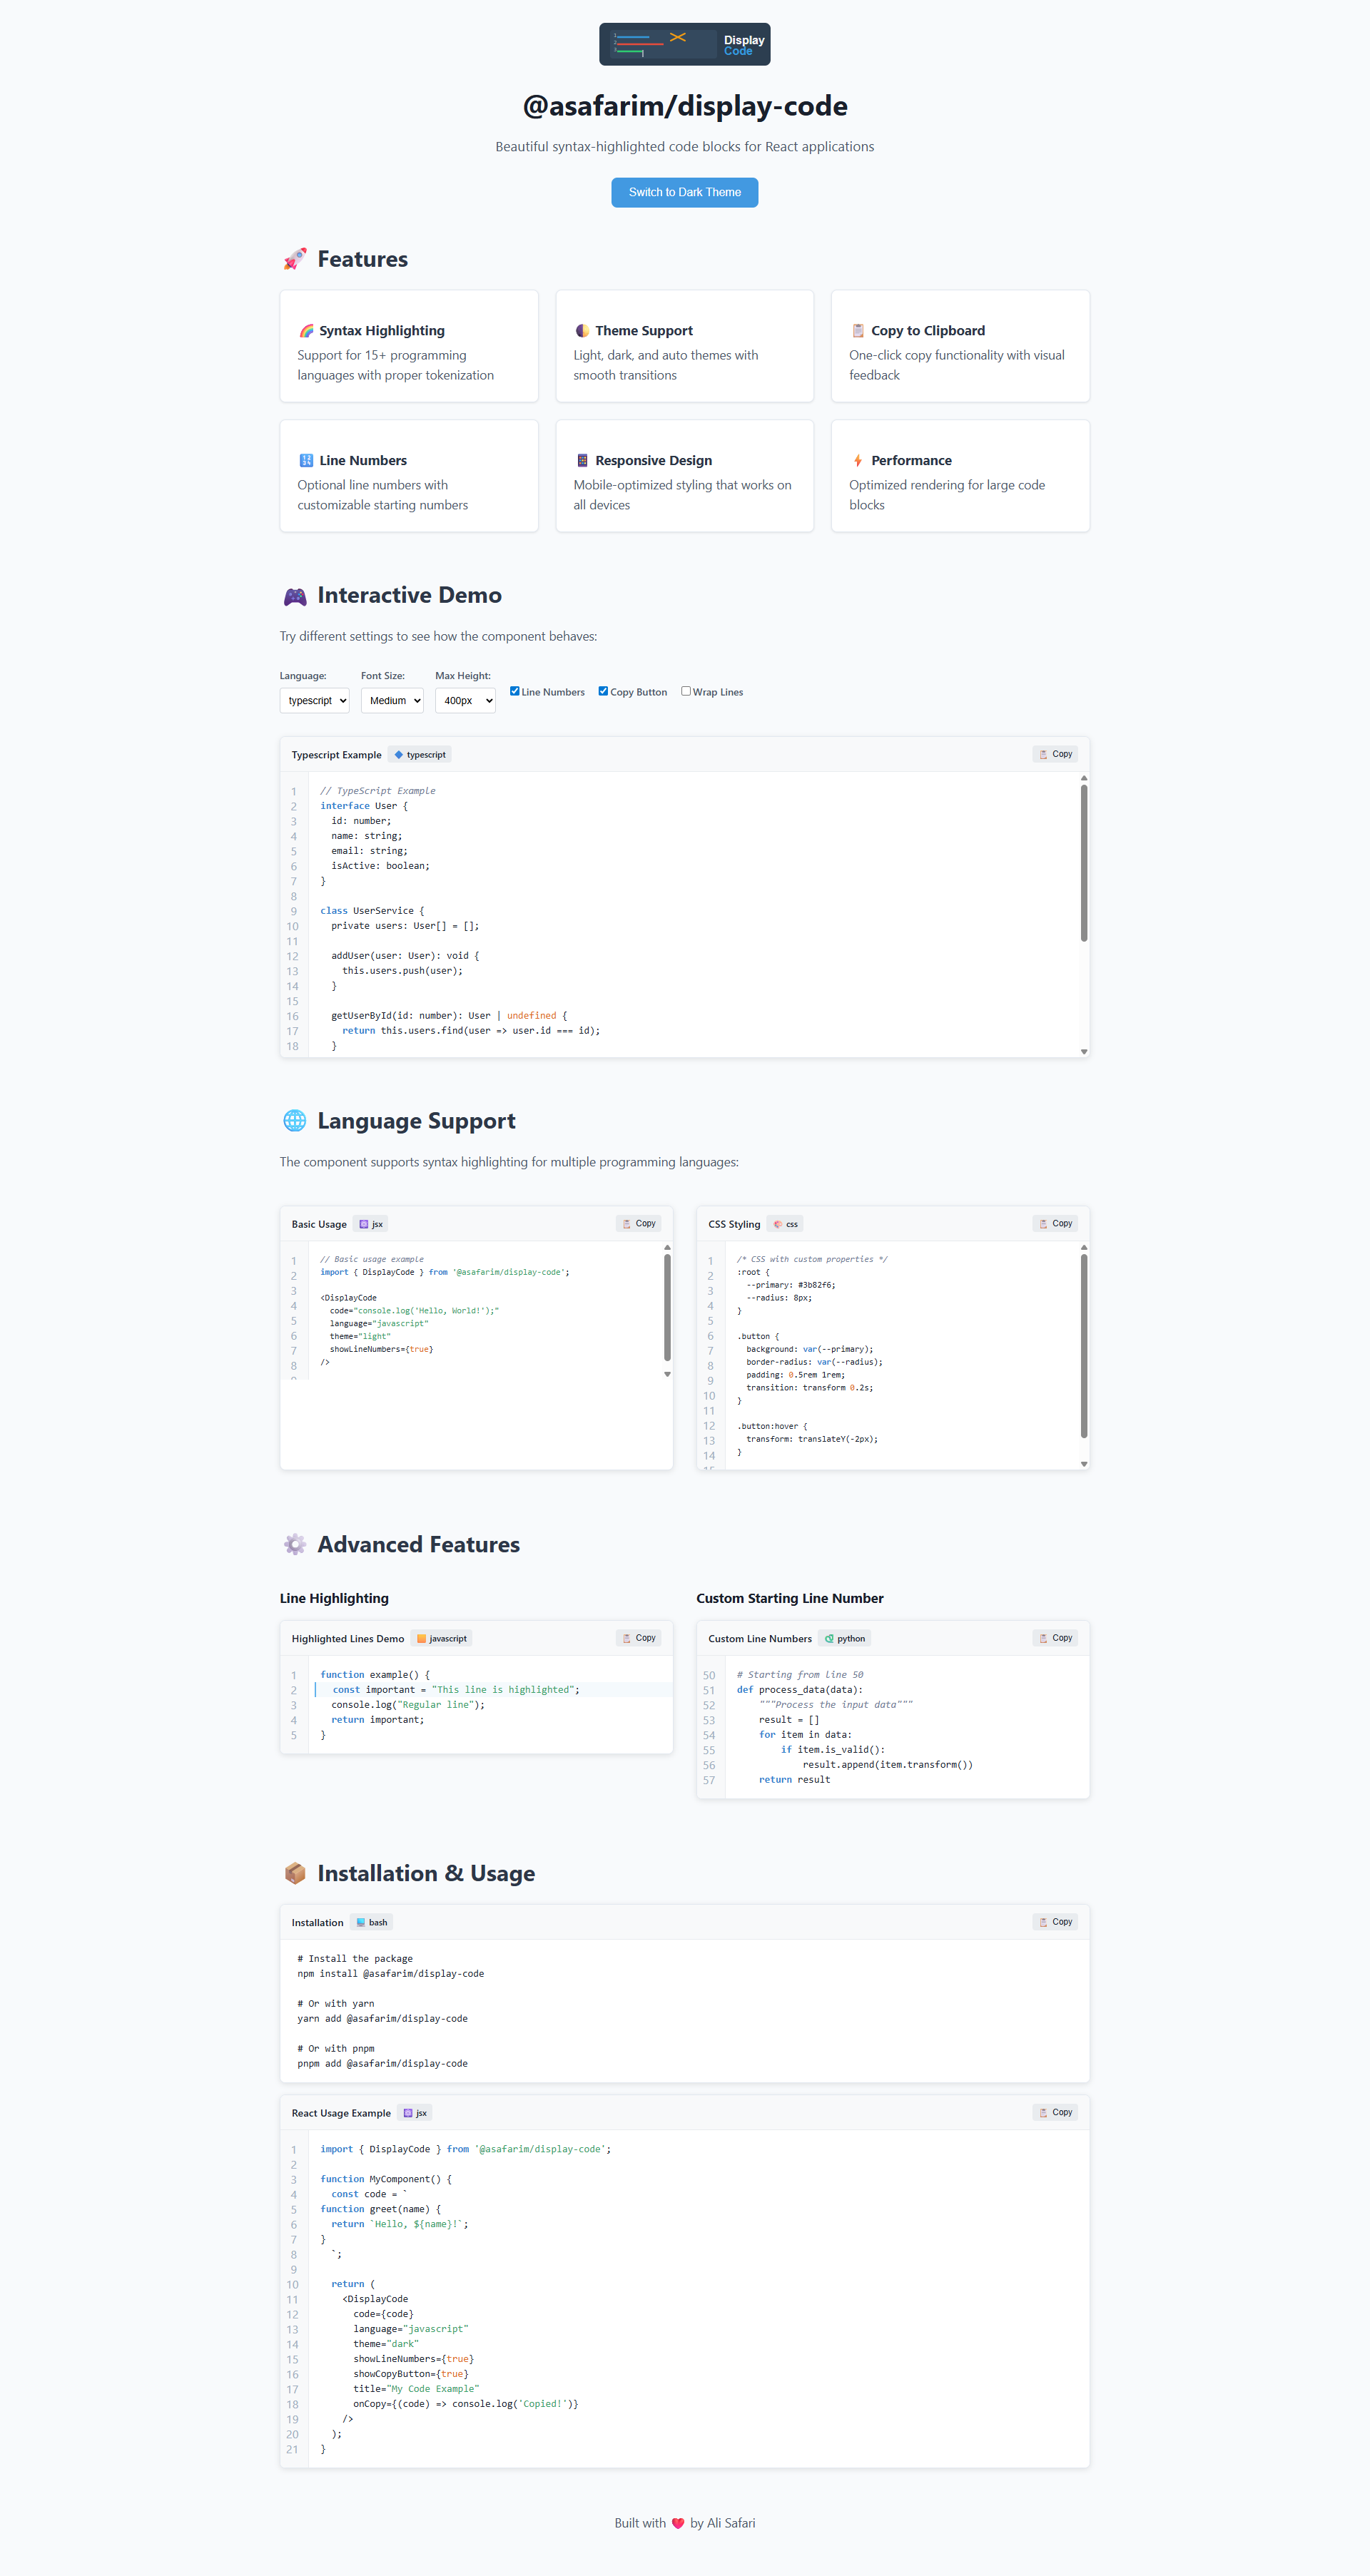 1
2
3
Display
Code
@asafarim/display-code
Beautiful syntax-highlighted code blocks for React applications
Switch to Dark Theme
🚀 Features
🌈 Syntax Highlighting
Support for 15+ programming
languages with proper tokenization
🌓 Theme Support
Light, dark, and auto themes with
smooth transitions
📋 Copy to Clipboard
One-click copy functionality with visual
feedback
🔢 Line Numbers
Optional line numbers with
customizable starting numbers
📱 Responsive Design
Mobile-optimized styling that works on
all devices
⚡ Performance
Optimized rendering for large code
blocks
🎮 Interactive Demo
Try different settings to see how the component behaves:
Language: Font Size: Max Height:
typescript Medium 400px Line Numbers Copy Button Wrap Lines
Typescript Example 🔷 typescript 📋 Copy
1 // TypeScript Example
2 interface User {
3   id: number;
4   name: string;
5   email: string;
6   isActive: boolean;
7 }
8
9 class UserService {
10   private users: User[] = [];
11
12   addUser(user: User): void {
13     this.users.push(user);
14   }
15
16   getUserById(id: number): User | undefined {
17     return this.users.find(user => user.id === id);
18   }
🌐 Language Support
The component supports syntax highlighting for multiple programming languages:
Basic Usage ⚛️ jsx 📋 Copy
1 // Basic usage example
2 import { DisplayCode } from '@asafarim/display-code';
3
4 <DisplayCode
5   code="console.log('Hello, World!');"
6   language="javascript"
7   theme="light"
8   showLineNumbers={true}
9 />
CSS Styling 🎨 css 📋 Copy
1 /* CSS with custom properties */
2 :root {
3   --primary: #3b82f6;
4   --radius: 8px;
5 }
6
7 .button {
8   background: var(--primary);
9   border-radius: var(--radius);
10   padding: 0.5rem 1rem;
11   transition: transform 0.2s;
12 }
13
14 .button:hover {
15   transform: translateY(-2px);
}
⚙️ Advanced Features
Line Highlighting
Highlighted Lines Demo 🟨 javascript 📋 Copy
1 function example() {
2   const important = "This line is highlighted";
3   console.log("Regular line");
4   return important;
5 }
Custom Starting Line Number
Custom Line Numbers 🐍 python 📋 Copy
50 # Starting from line 50
51 def process_data(data):
52     """Process the input data"""
53     result = []
54     for item in data:
55         if item.is_valid():
56             result.append(item.transform())
57     return result
📦 Installation & Usage
Installation bash 📋 Copy
# Install the package
npm install @asafarim/display-code

# Or with yarn
yarn add @asafarim/display-code

# Or with pnpm
pnpm add @asafarim/display-code
React Usage Example ⚛️ jsx 📋 Copy
1 import { DisplayCode } from '@asafarim/display-code';
2
3 function MyComponent() {
4   const code = `
5 function greet(name) {
6   return `Hello, ${name}!`;
7 }
8   `;
9
10   return (
11     <DisplayCode
12       code={code}
13       language="javascript"
14       theme="dark"
15       showLineNumbers={true}
16       showCopyButton={true}
17       title="My Code Example"
18       onCopy={(code) => console.log('Copied!')}
19     />
20   );
21 }
Built with ❤️ by Ali Safari